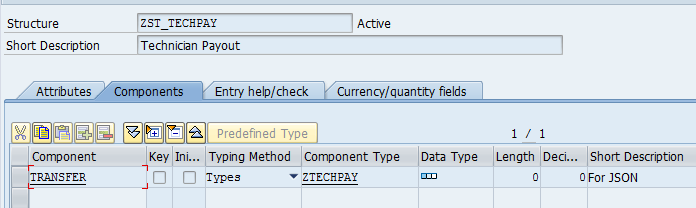 Structure ZST_TECHPAY Active
Short Description Technician Payout
Attributes Components Entry help/check Currency/quantity fields
Predefined Type 1 / 1
Component Key Ini... Typing Method Component Type Data Type Length Deci... Short Description
TRANSFER Types ZTECHPAY 0 0 For JSON